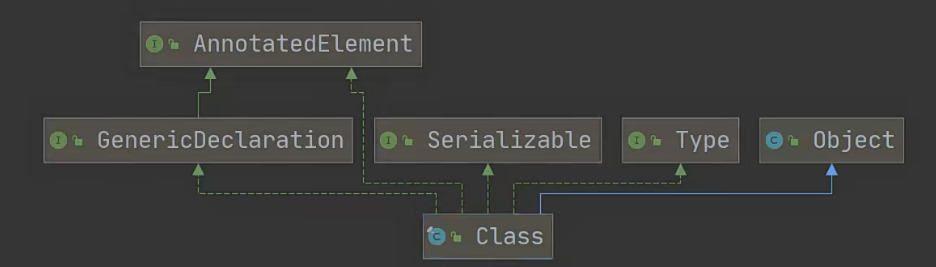 AnnotatedElement
GenericDeclaration Serializable Type Object
Class